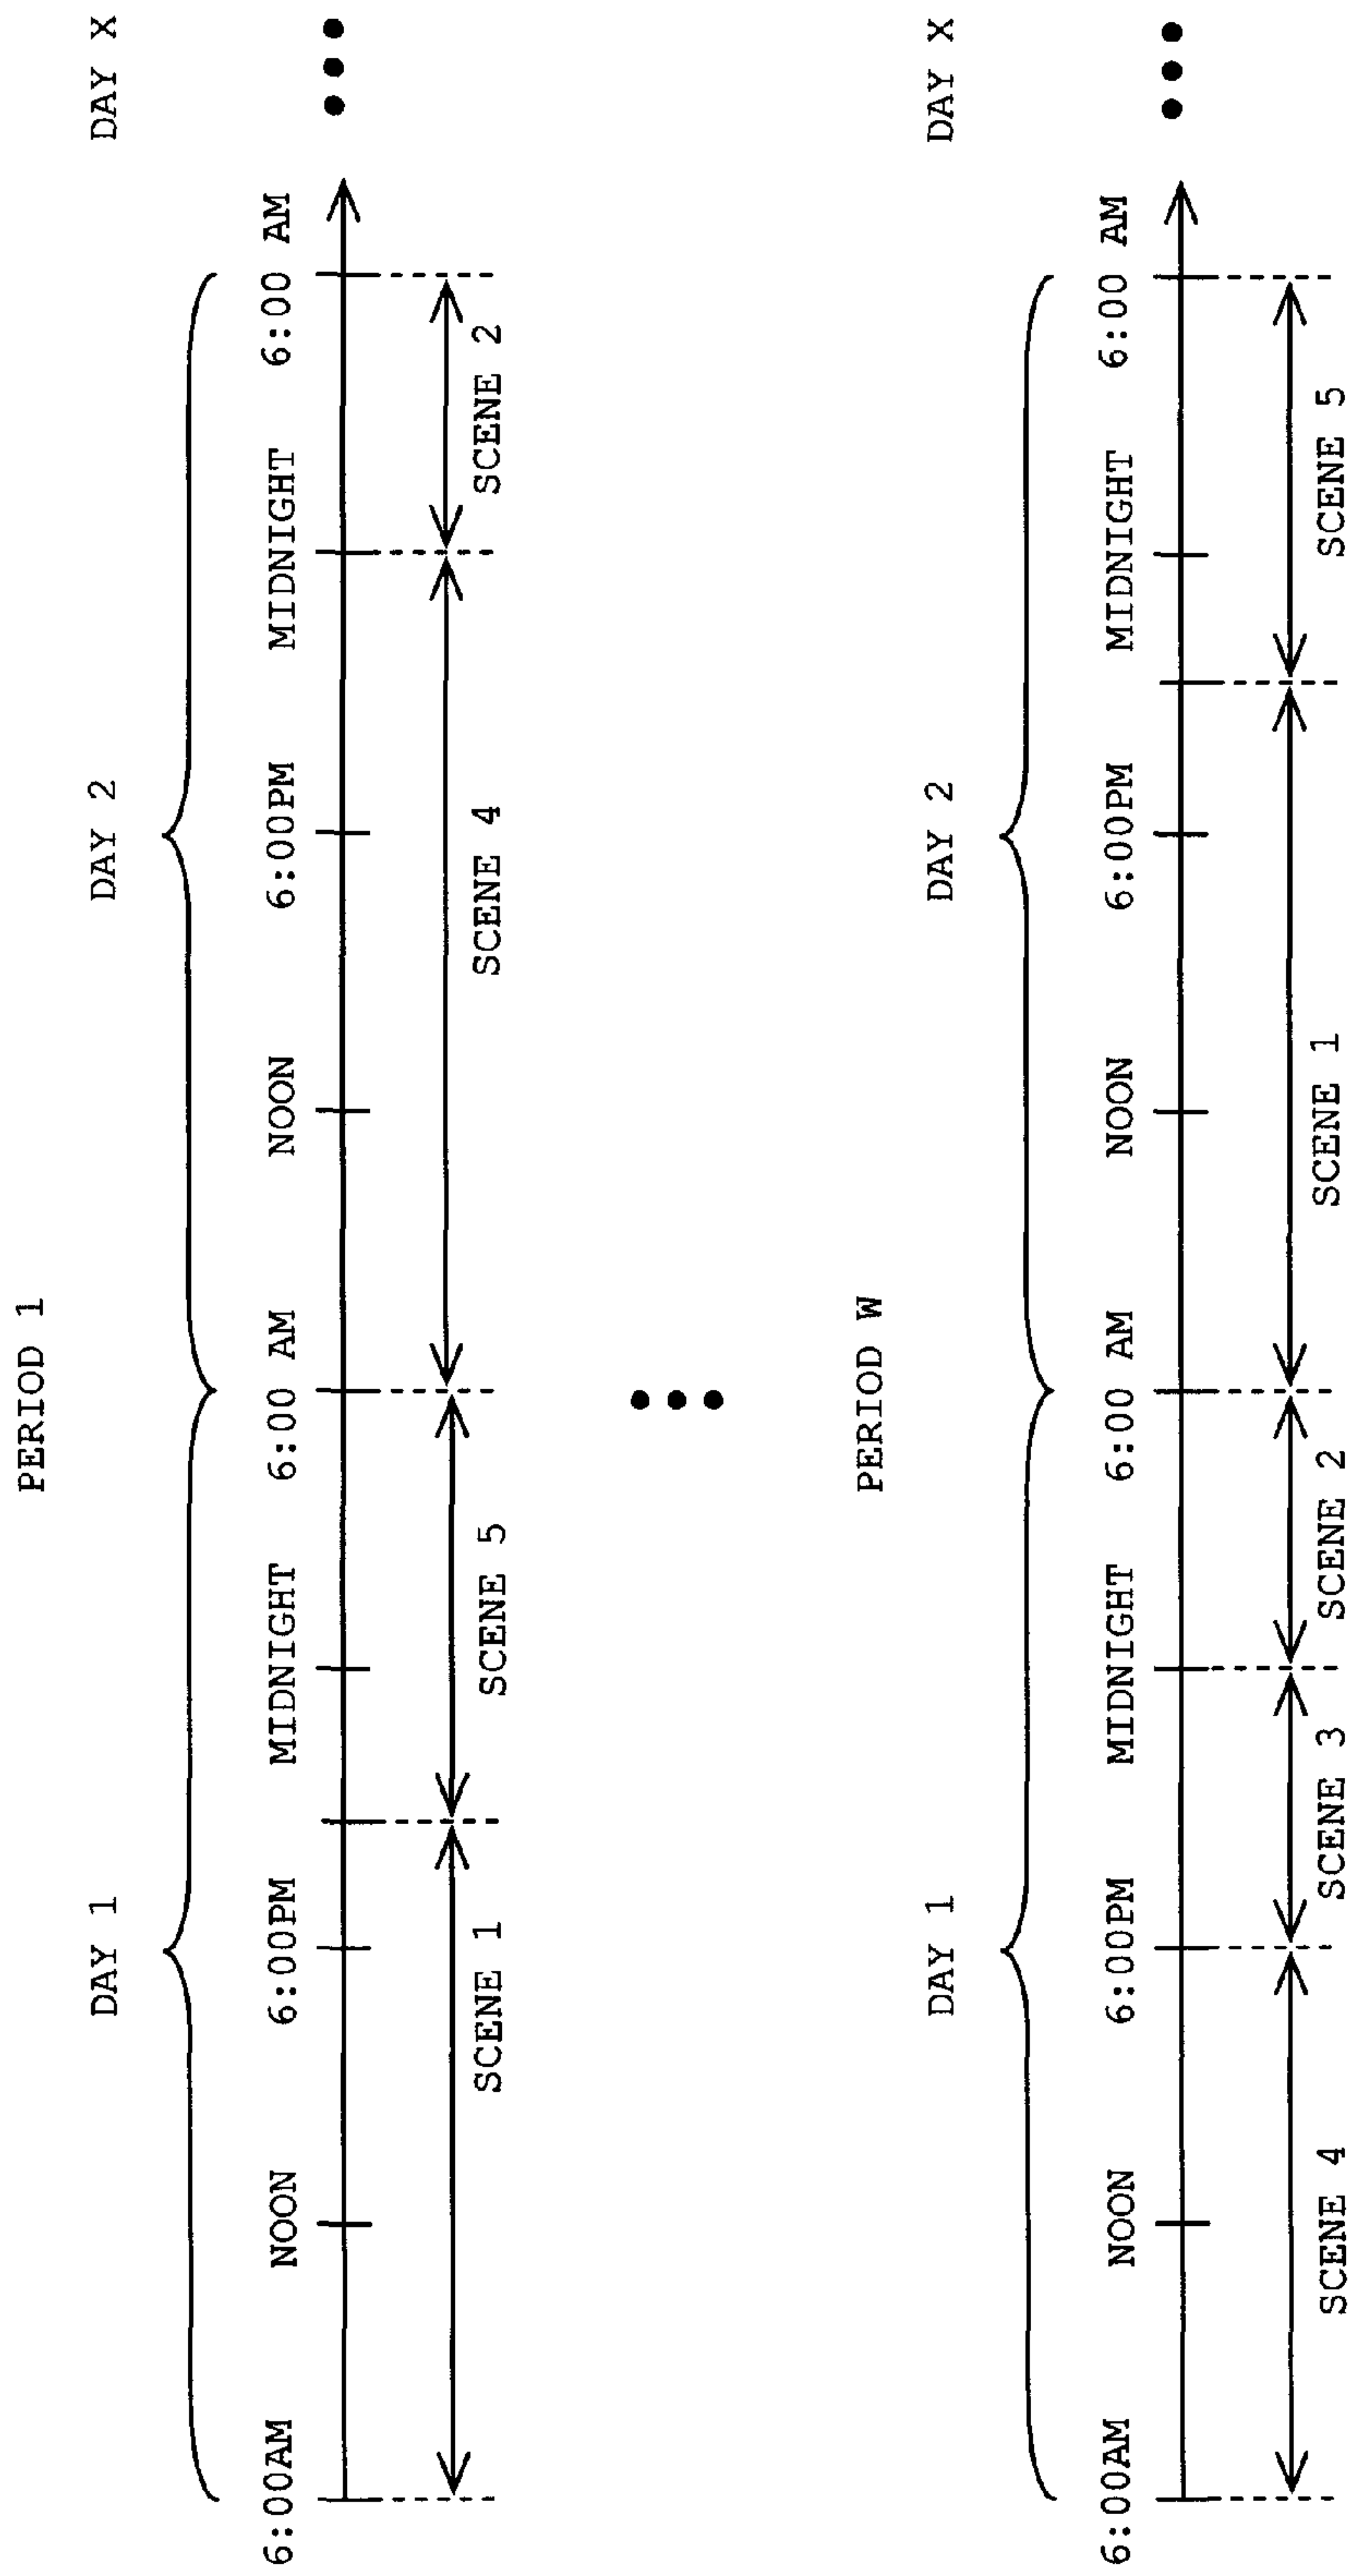 PERIOD 1
DAY 1 DAY 2 DAY X
6:00AM NOON 6:00PM MIDNIGHT 6:00 AM NOON 6:00PM MIDNIGHT 6:00 AM
SCENE 1 SCENE 5 SCENE 4 SCENE 2
PERIOD W
DAY 1 DAY 2 DAY X
6:00AM NOON 6:00PM MIDNIGHT 6:00 AM NOON 6:00PM MIDNIGHT 6:00 AM
SCENE 4 SCENE 3 SCENE 2 SCENE 1 SCENE 5